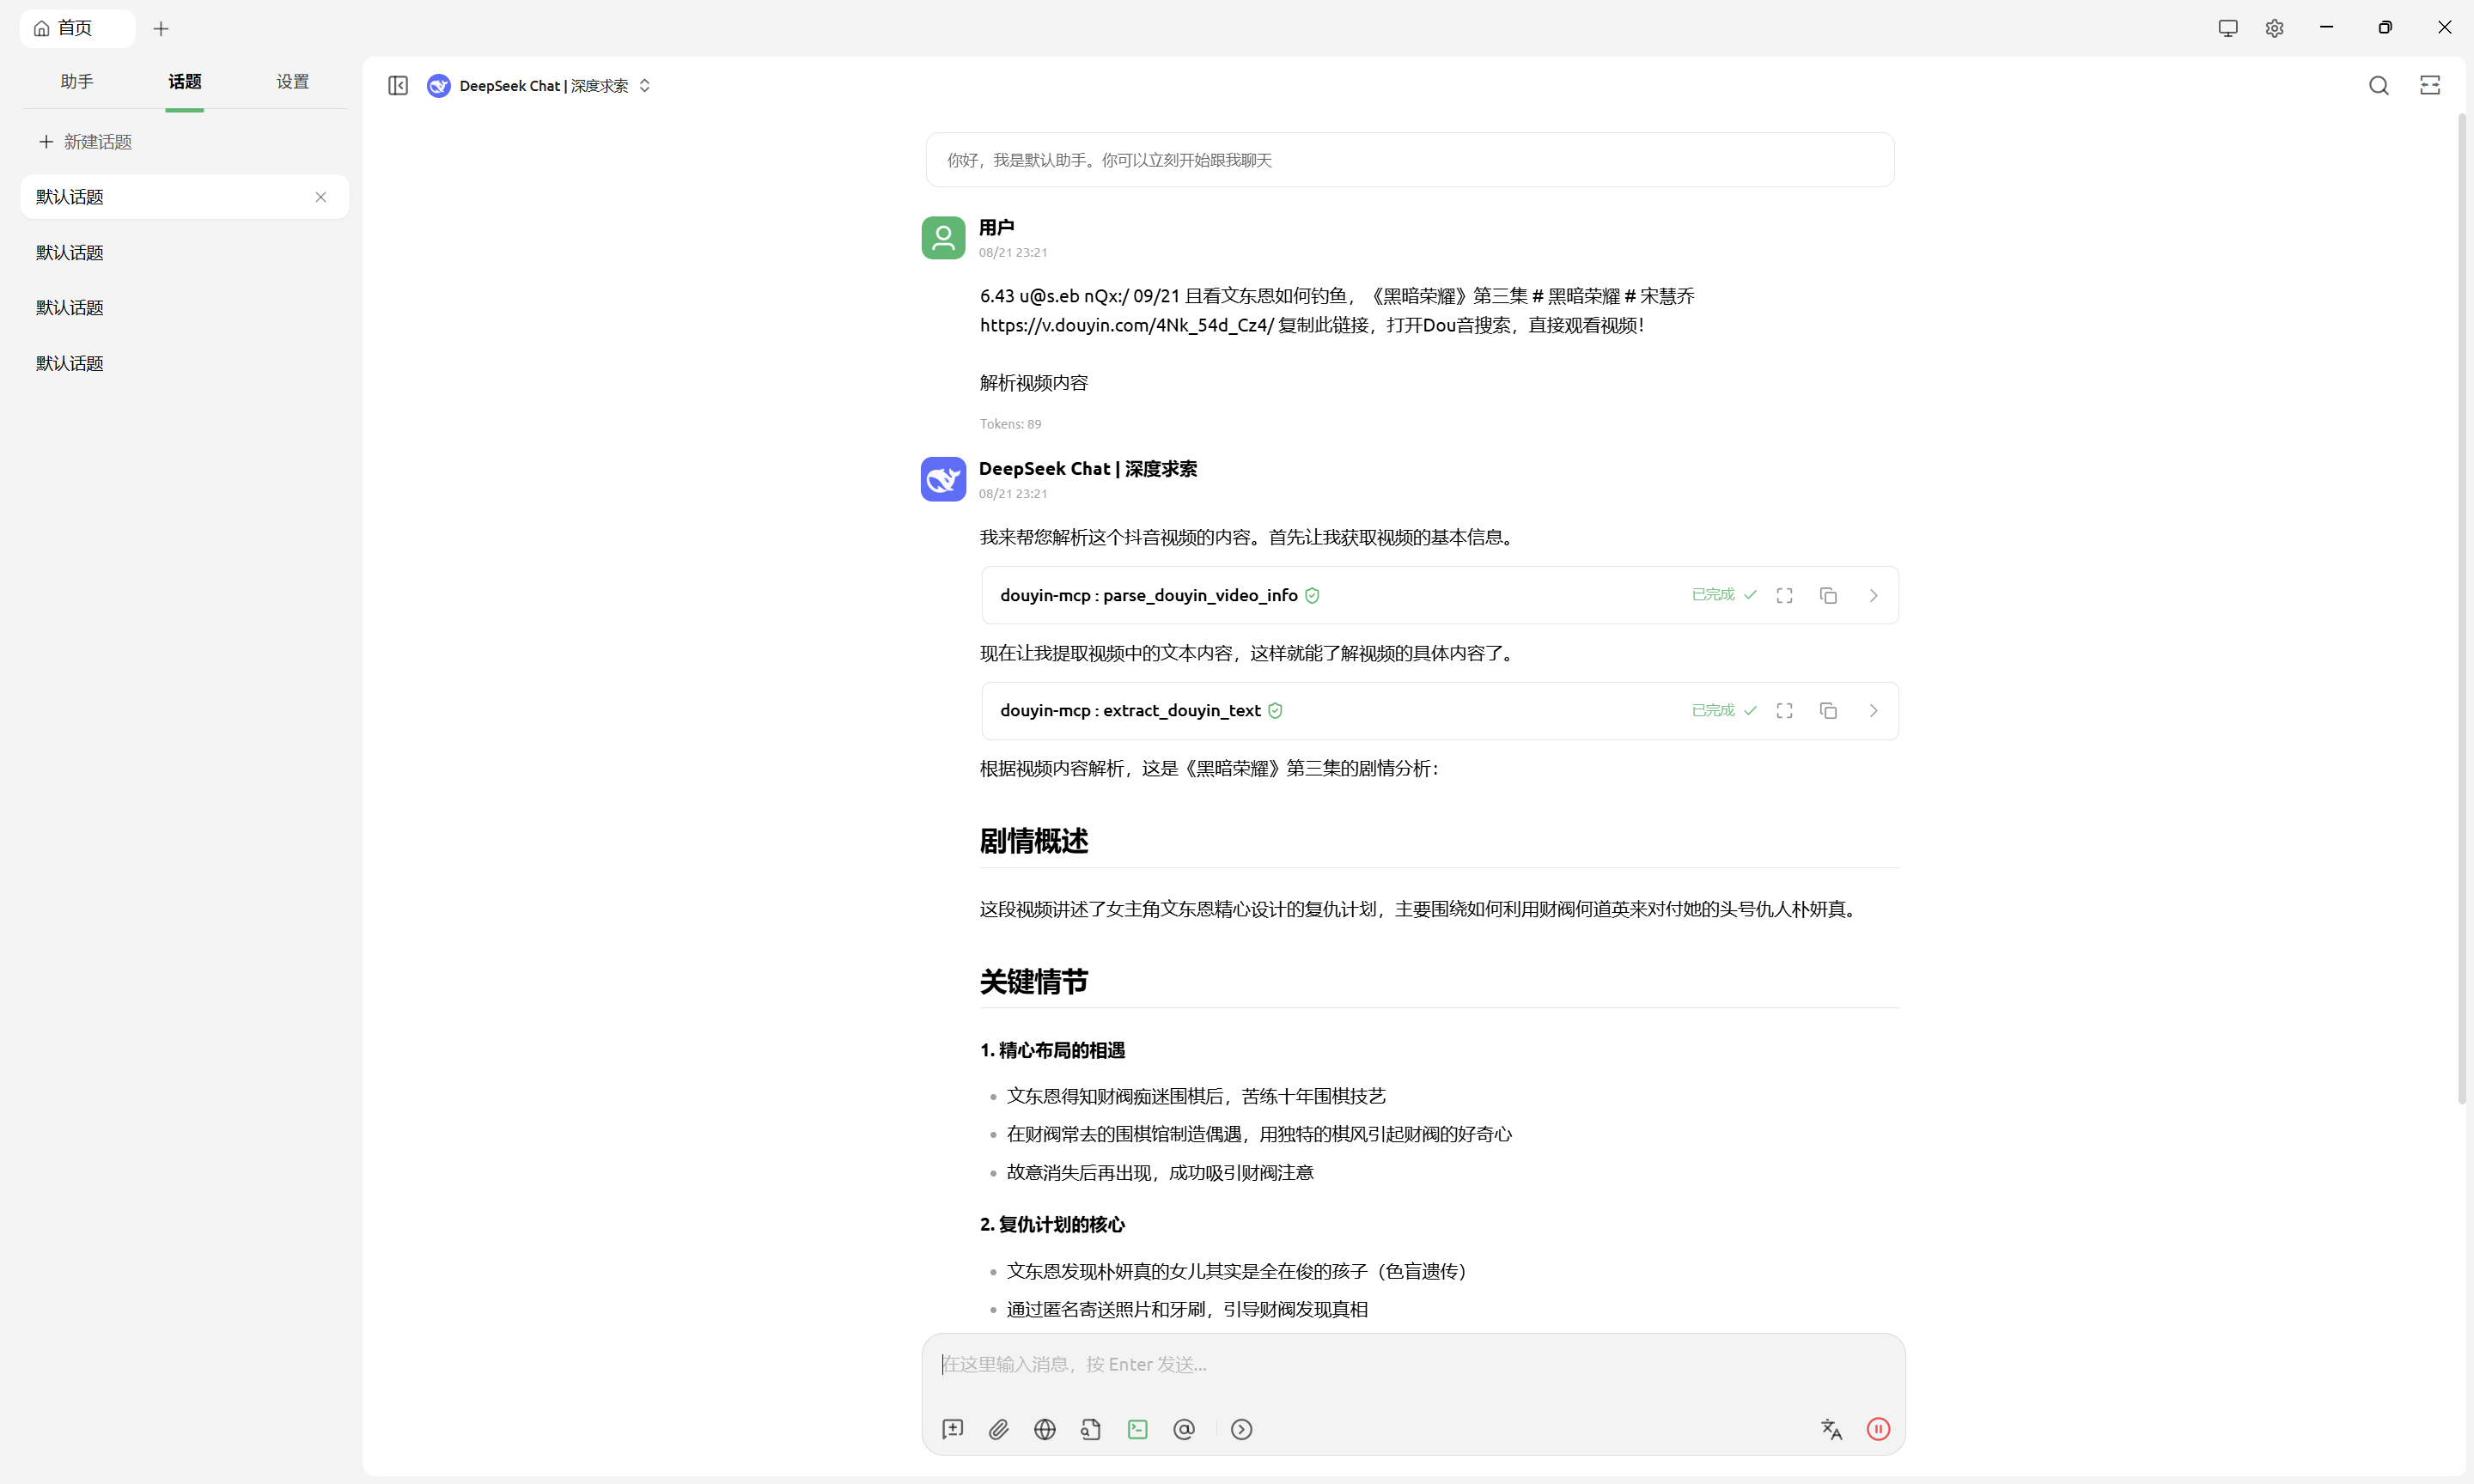 首页
助手
话题
设置
新建话题
默认话题
默认话题
默认话题
默认话题
DeepSeek Chat | 深度求索
你好，我是默认助手。你可以立刻开始跟我聊天
用户
08/21 23:21
6.43 u@s.eb nQx:/ 09/21 且看文东恩如何钓鱼，《黑暗荣耀》第三集 # 黑暗荣耀 # 宋慧乔
https://v.douyin.com/4Nk_54d_Cz4/ 复制此链接，打开Dou音搜索，直接观看视频！
解析视频内容
Tokens: 89
DeepSeek Chat | 深度求索
08/21 23:21
我来帮您解析这个抖音视频的内容。首先让我获取视频的基本信息。
douyin-mcp : parse_douyin_video_info
已完成
现在让我提取视频中的文本内容，这样就能了解视频的具体内容了。
douyin-mcp : extract_douyin_text
已完成
根据视频内容解析，这是《黑暗荣耀》第三集的剧情分析：
剧情概述
这段视频讲述了女主角文东恩精心设计的复仇计划，主要围绕如何利用财阀何道英来对付她的头号仇人朴妍真。
关键情节
1. 精心布局的相遇
文东恩得知财阀痴迷围棋后，苦练十年围棋技艺
在财阀常去的围棋馆制造偶遇，用独特的棋风引起财阀的好奇心
故意消失后再出现，成功吸引财阀注意
2. 复仇计划的核心
文东恩发现朴妍真的女儿其实是全在俊的孩子（色盲遗传）
通过匿名寄送照片和牙刷，引导财阀发现真相
在这里输入消息，按 Enter 发送...